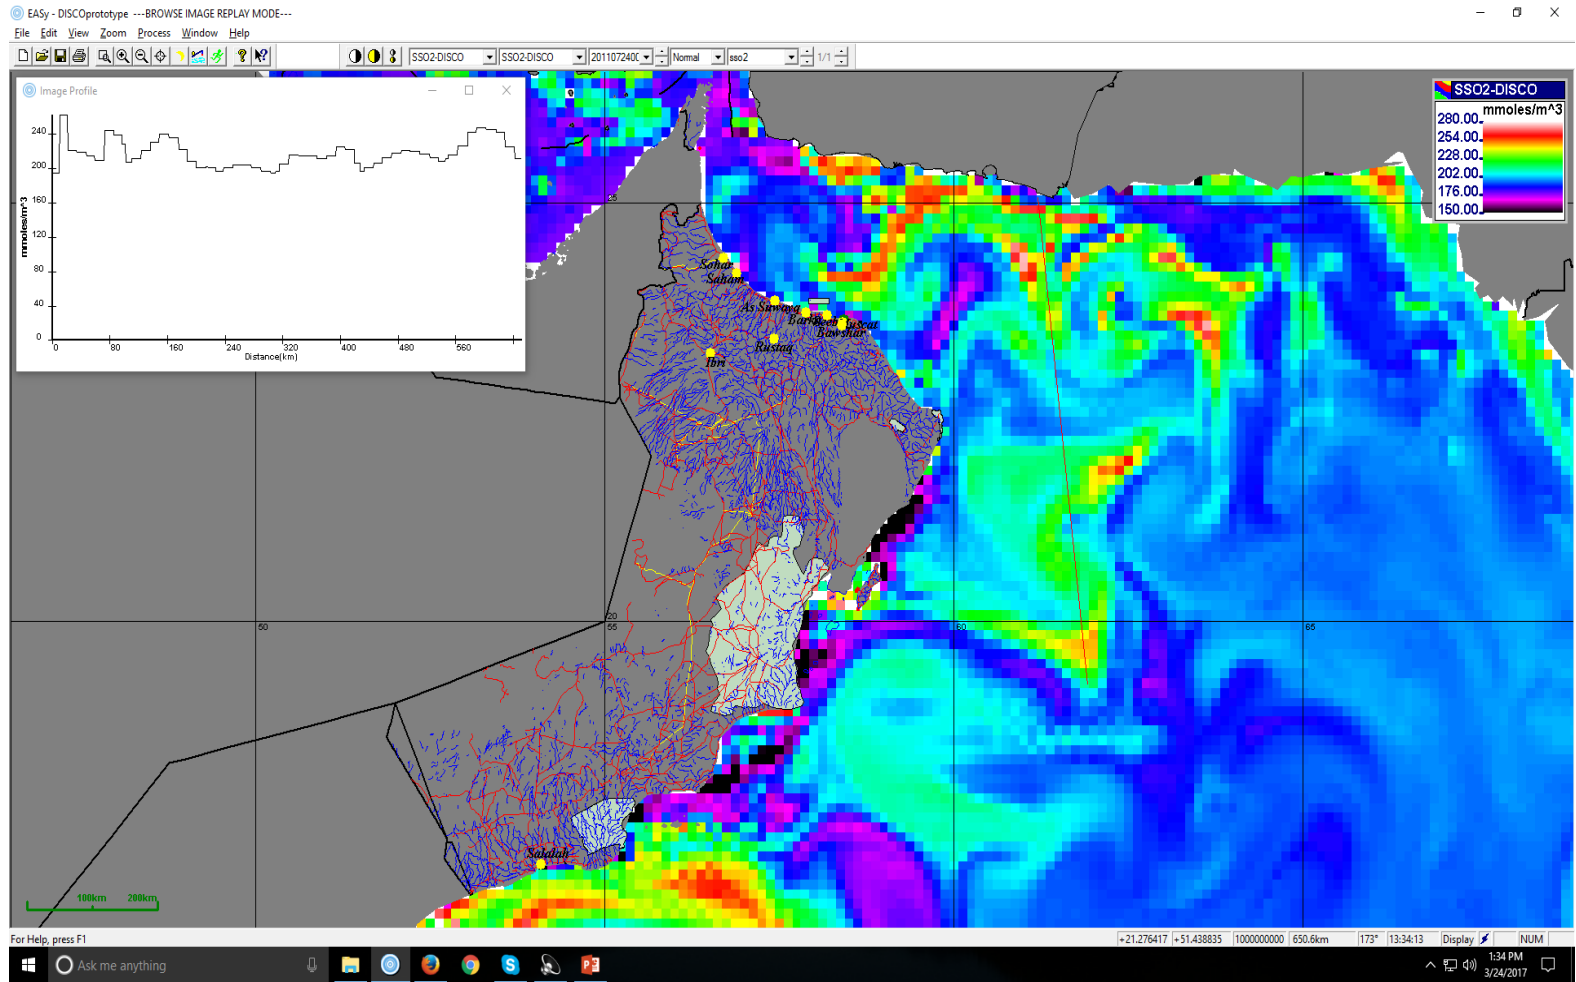 EASy - DISCOprototype ---BROWSE IMAGE REPLAY MODE---
File Edit View Zoom Process Window Help
SSO2-DISCO SSO2-DISCO 2011072400 Normal sso2 1/1
Image Profile
mmoles/m^3
240
200
160
120
80
40
0
0 80 160 240 320 400 480 560
Distance(km)
SSO2-DISCO
mmoles/m^3
280.00
254.00
228.00
202.00
176.00
150.00
25
Sohar
Saham
As Suwayq
Barka
Muscat
Bawshar
Rustaq
Ibri
20
50 55 60 65
Salalah
100km 200km
For Help, press F1
+21.276417 +51.438835 1000000000 650.6km 173° 13:34:13 Display NUM
Ask me anything
1:34 PM
3/24/2017